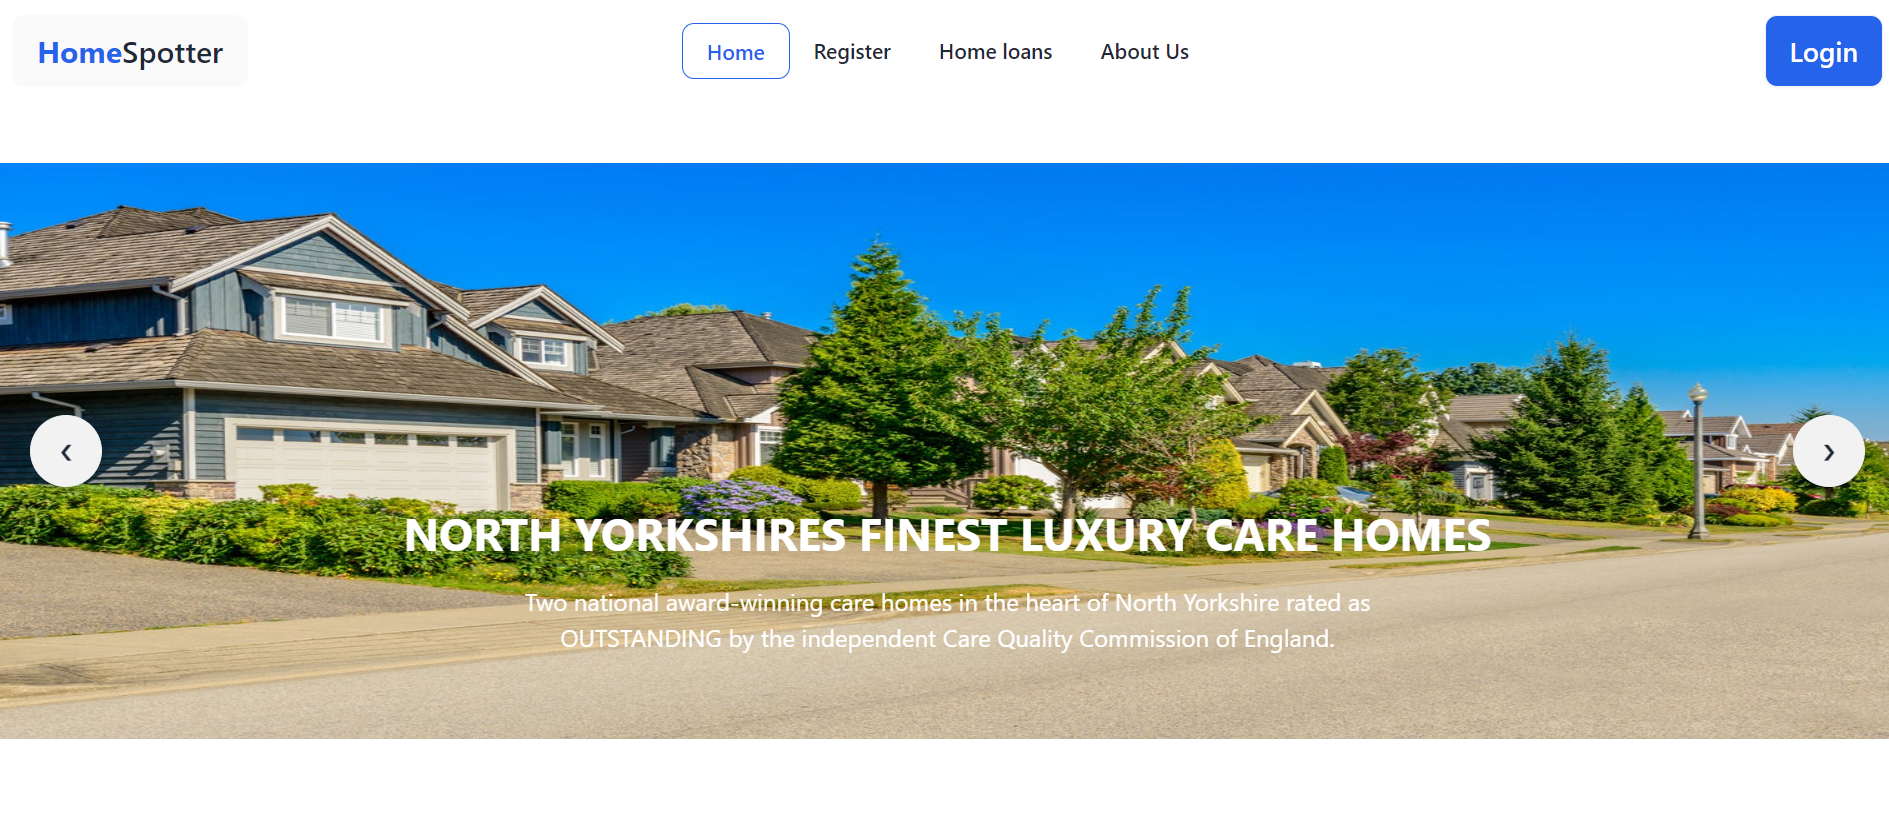 HomeSpotter
Home
Register
Home loans
About Us
Login
❮
❯
NORTH YORKSHIRES FINEST LUXURY CARE HOMES
Two national award-winning care homes in the heart of North Yorkshire rated as
OUTSTANDING by the independent Care Quality Commission of England.